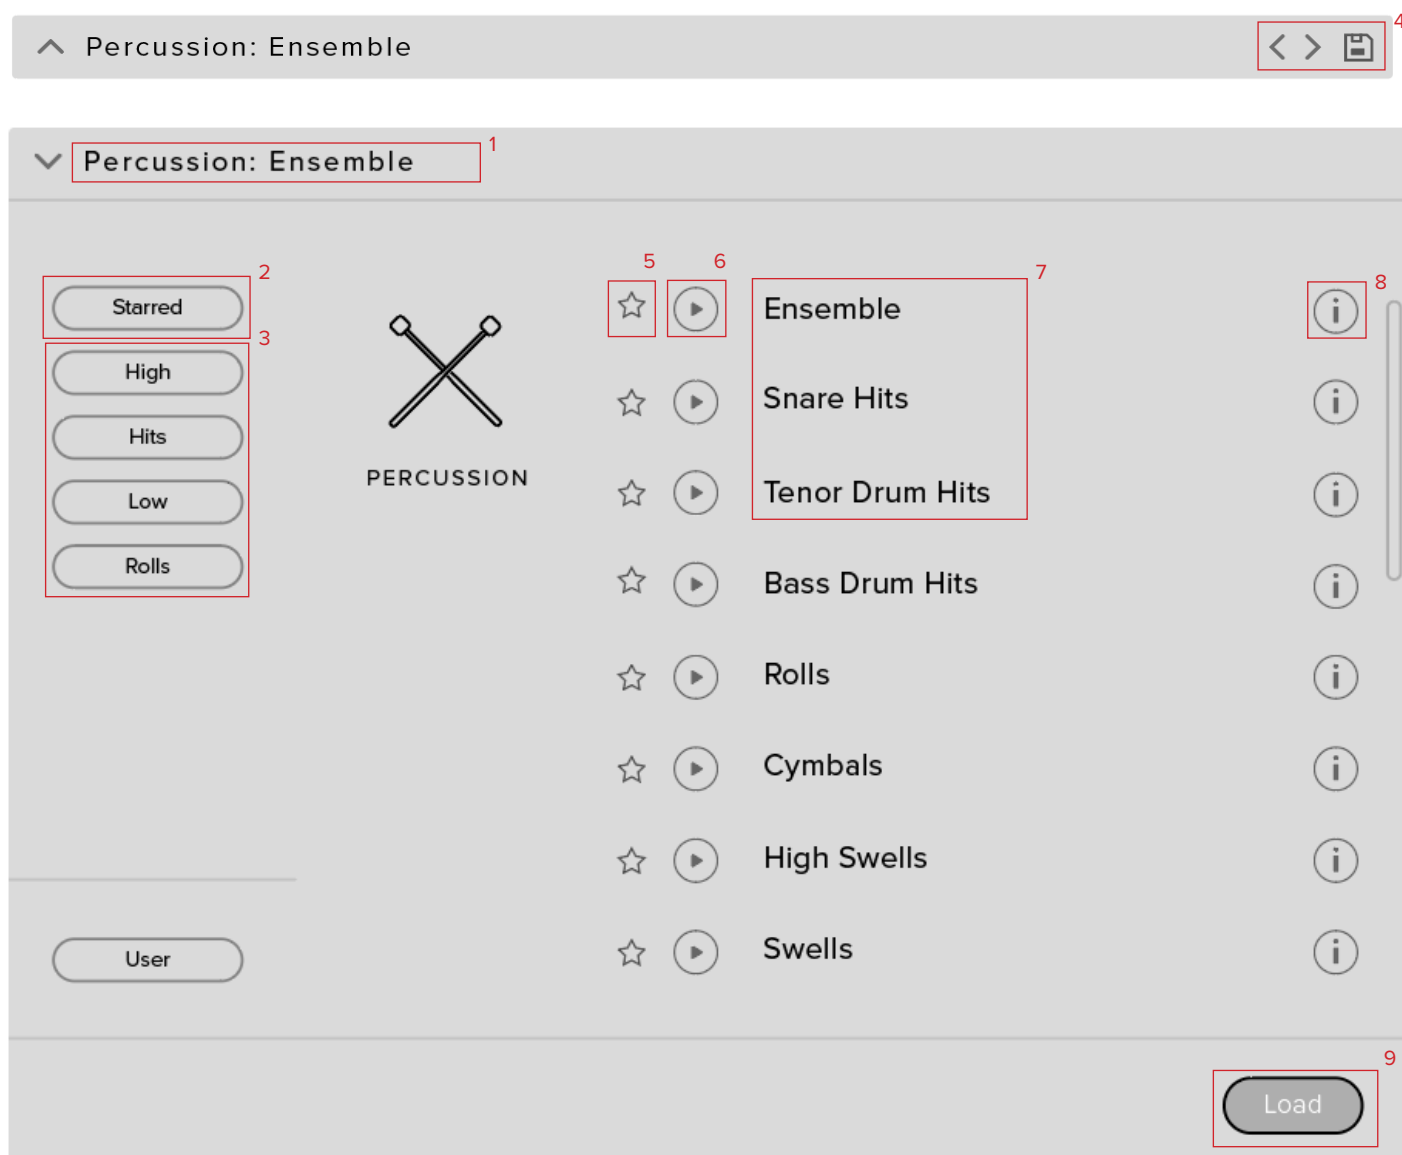 Percussion: Ensemble
4
Percussion: Ensemble
1
2
Starred
3
High
Hits
Low
Rolls
User
PERCUSSION
5
6
7
8
Ensemble
Snare Hits
Tenor Drum Hits
Bass Drum Hits
Rolls
Cymbals
High Swells
Swells
9
Load